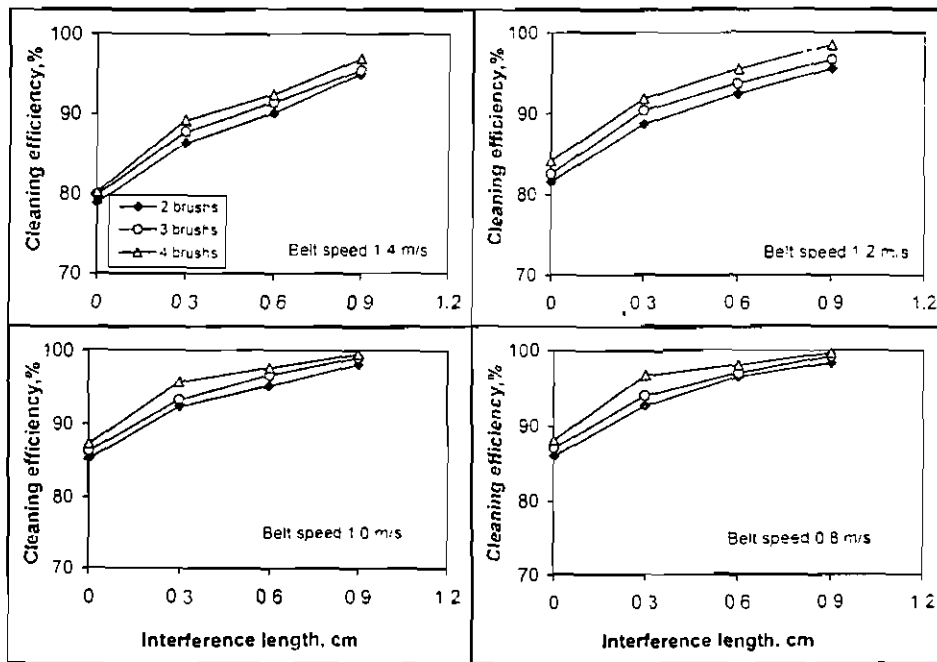 Cleaning efficiency,%
100
90
80
70
2 brushs
3 brushs
4 brushs
Belt speed 1 4 m/s
0 0 3 0 6 0 9 1.2
Cleaning efficiency,%
100
90
80
70
Belt speed 1 2 m/s
0 0 3 0 6 0 9 1 2
Cleaning efficiency,%
100
90
80
70
Belt speed 1 0 m/s
0 0 3 0 6 0 9 1.2
Interference length, cm
Cleaning efficiency,%
100
90
80
70
Belt speed 0 8 m/s
0 0 3 0 6 0 9 1 2
Interference length. cm